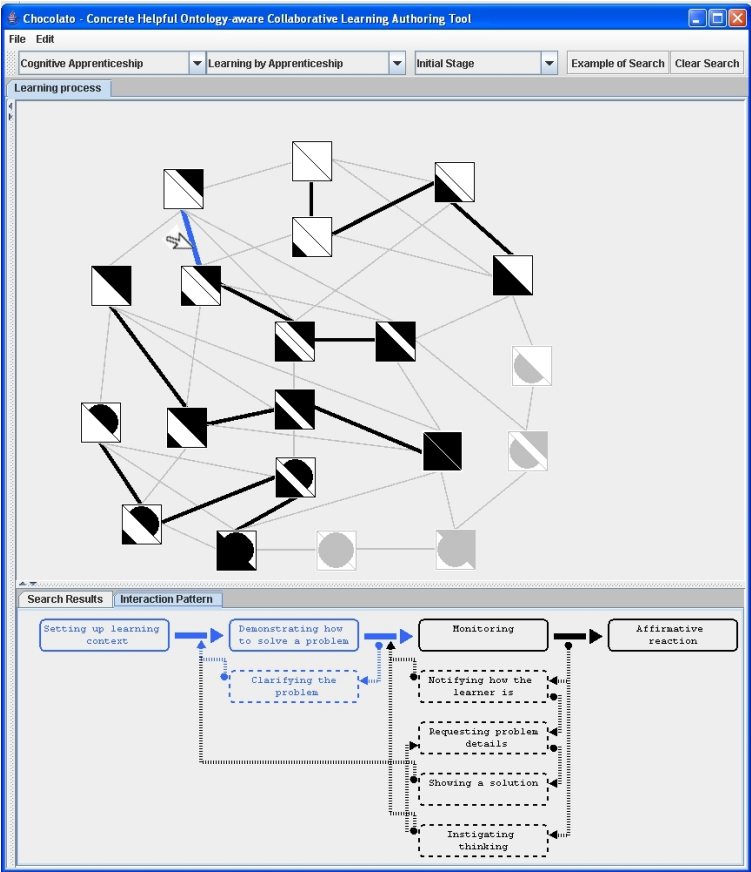 Chocolato - Concrete Helpful Ontology-aware Collaborative Learning Authoring Tool
File Edit
Cognitive Apprenticeship Learning by Apprenticeship Initial Stage Example of Search Clear Search
Learning process
Search Results Interaction Pattern
Setting up learning
context
Demonstrating how
to solve a problem
Monitoring
Affirmative
reaction
Clarifying the
problem
Notifying how the
learner is
Requesting problem
details
Showing a solution
Instigating
thinking